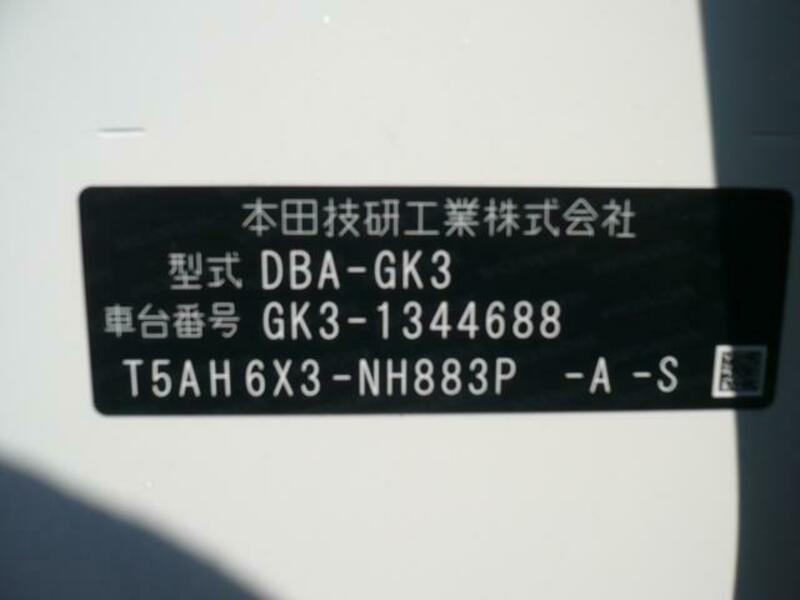 本田技研工業株式会社
型式 DBA-GK3
車台番号 GK3-1344688
T5AH6X3-NH883P -A-S